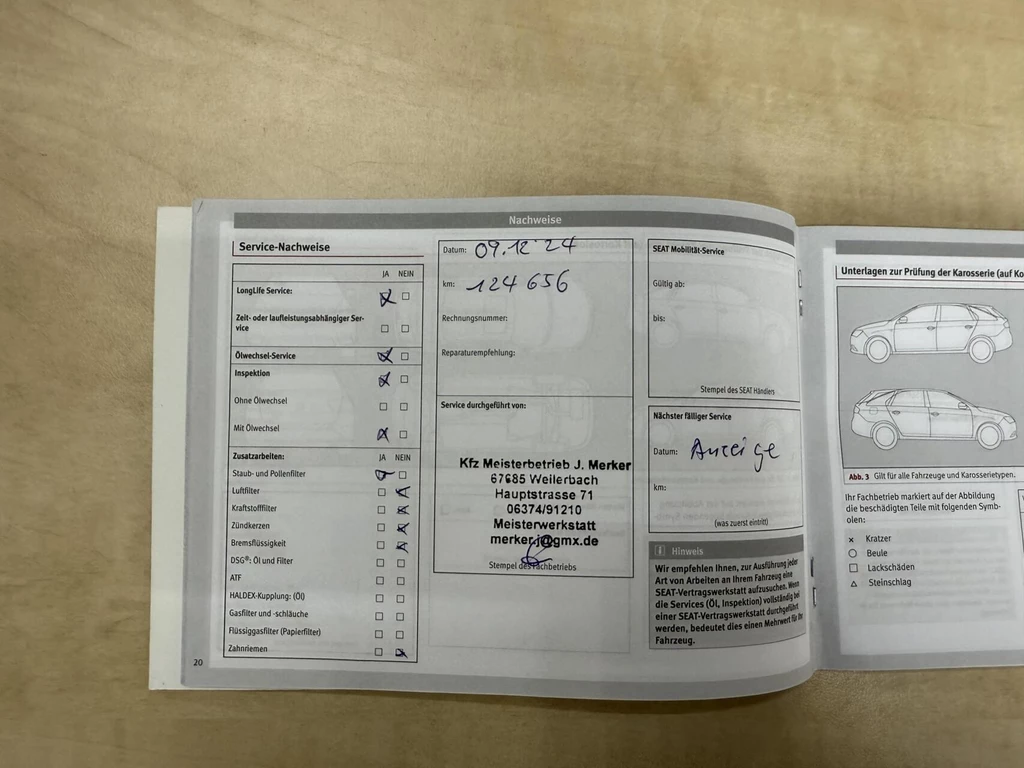 Nachweise
Service-Nachweise
JA NEIN
LongLife Service:
Zeit- oder laufleistungsabhängiger Ser-
vice
Ölwechsel-Service
Inspektion
Ohne Ölwechsel
Mit Ölwechsel
Zusatzarbeiten: JA NEIN
Staub- und Pollenfilter
Luftfilter
Kraftstofffilter
Zündkerzen
Bremsflüssigkeit
DSG®: Öl und Filter
ATF
HALDEX-Kupplung: (Öl)
Gasfilter und -schläuche
Flüssiggasfilter (Papierfilter)
Zahnriemen
20
Datum: 09.12.24
km: 124 656
Rechnungsnummer:
Reparaturempfehlung:
Service durchgeführt von:
Kfz Meisterbetrieb J. Merker
67685 Weilerbach
Hauptstrasse 71
06374/91210
Meisterwerkstatt
merker.j@gmx.de
Stempel des Fachbetriebs
SEAT Mobilität-Service
Gültig ab:
bis:
Stempel des SEAT Händlers
Nächster fälliger Service
Datum: Anzeige
km:
(was zuerst eintritt)
i Hinweis
Wir empfehlen Ihnen, zur Ausführung jeder
Art von Arbeiten an Ihrem Fahrzeug eine
SEAT-Vertragswerkstatt aufzusuchen. Wenn
die Services (Öl, Inspektion) vollständig bei
einer SEAT-Vertragswerkstatt durchgeführt
werden, bedeutet dies einen Mehrwert für Ihr
Fahrzeug.
Unterlagen zur Prüfung der Karosserie (auf Ko
Abb. 3 Gilt für alle Fahrzeuge und Karosserietypen.
Ihr Fachbetrieb markiert auf der Abbildung
die beschädigten Teile mit folgenden Symb-
olen:
Kratzer
Beule
Lackschäden
Steinschlag